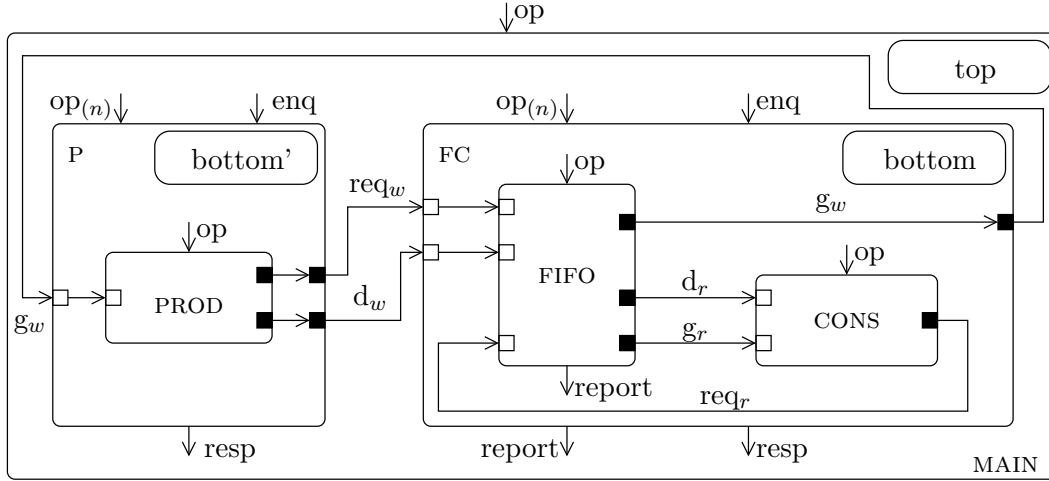 op
top
op(n)
enq
op(n)
enq
P
bottom'
FC
bottom
req_w
op
g_w
op
op
PROD
FIFO
d_r
CONS
g_w
d_w
g_r
report
req_r
resp
report
resp
MAIN